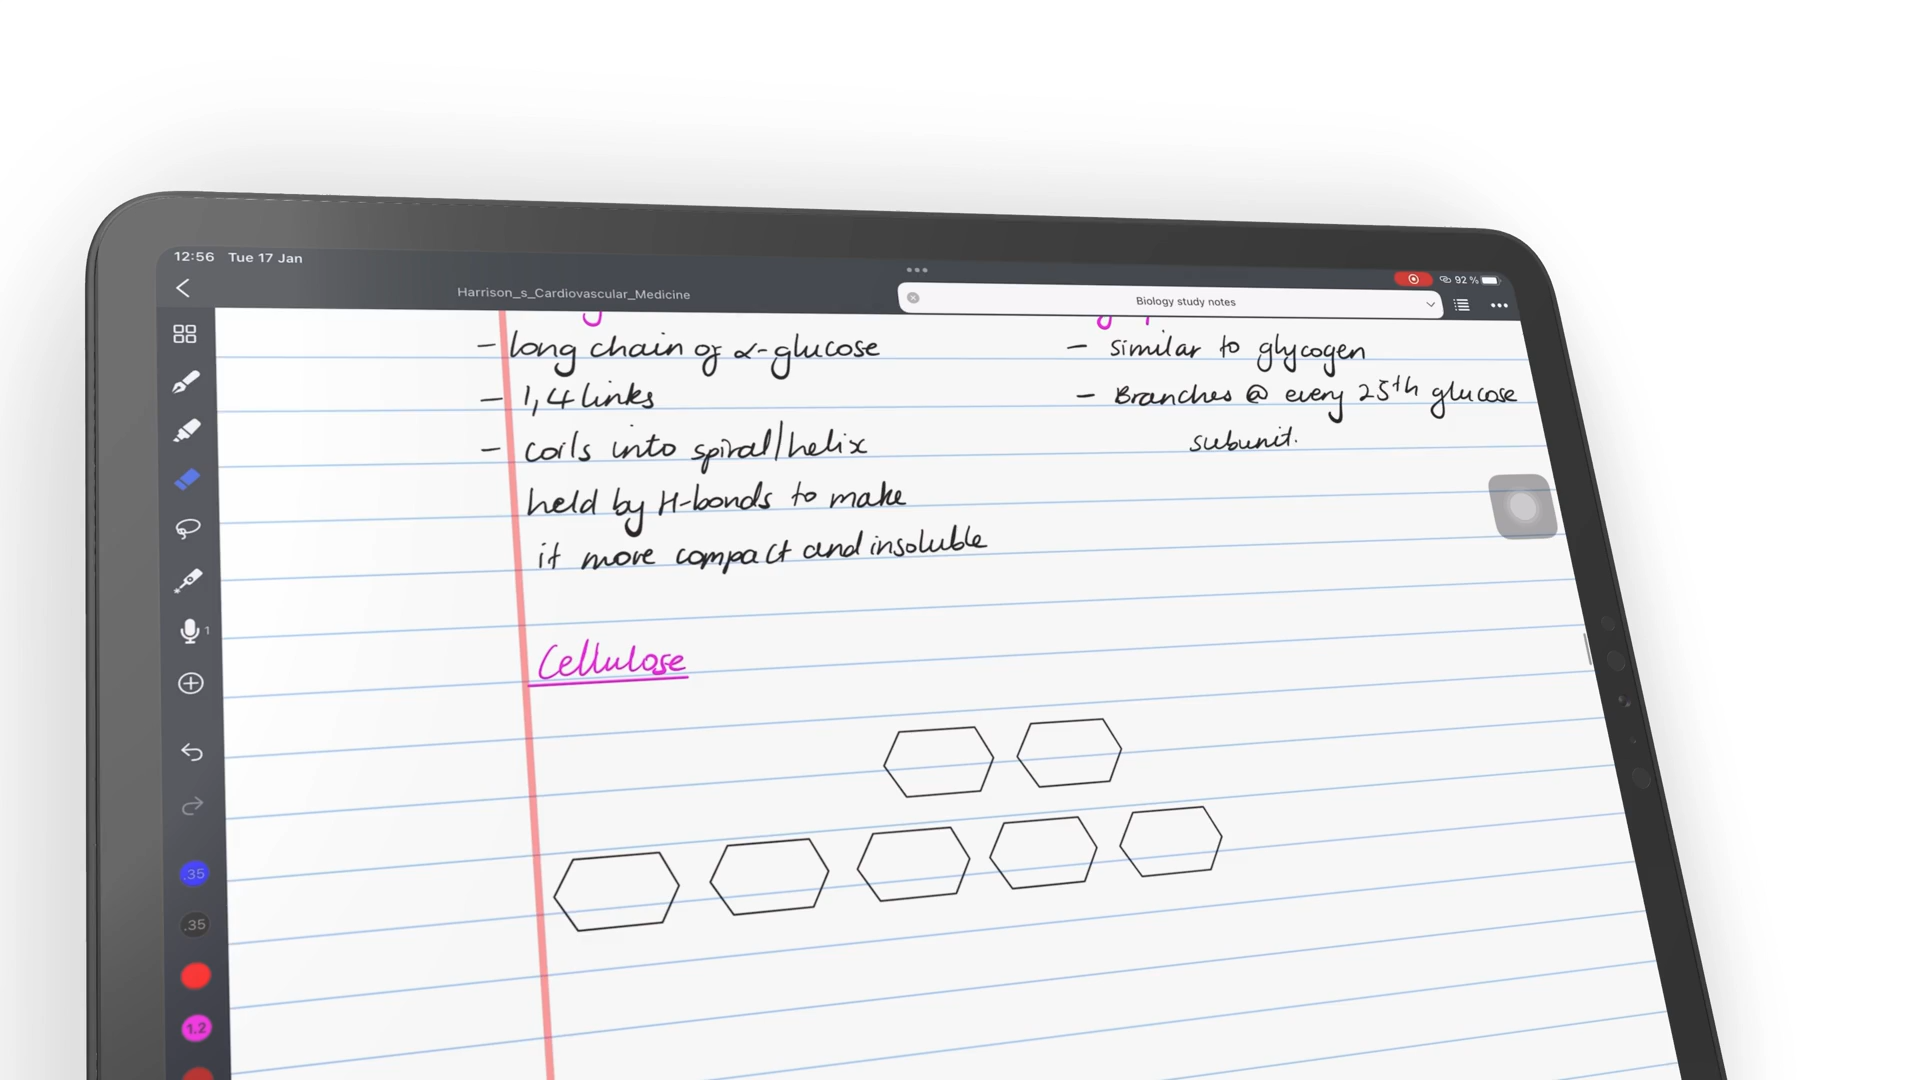 12:56 Tue 17 Jan
92 %
Harrison_s_Cardiovascular_Medicine
Biology study notes
– long chain of α-glucose
– 1,4 links
– coils into spiral/helix
held by H-bonds to make
it more compact and insoluble
– similar to glycogen
– Branches @ every 25th glucose
subunit.
Cellulose
1
.35
.35
1.2